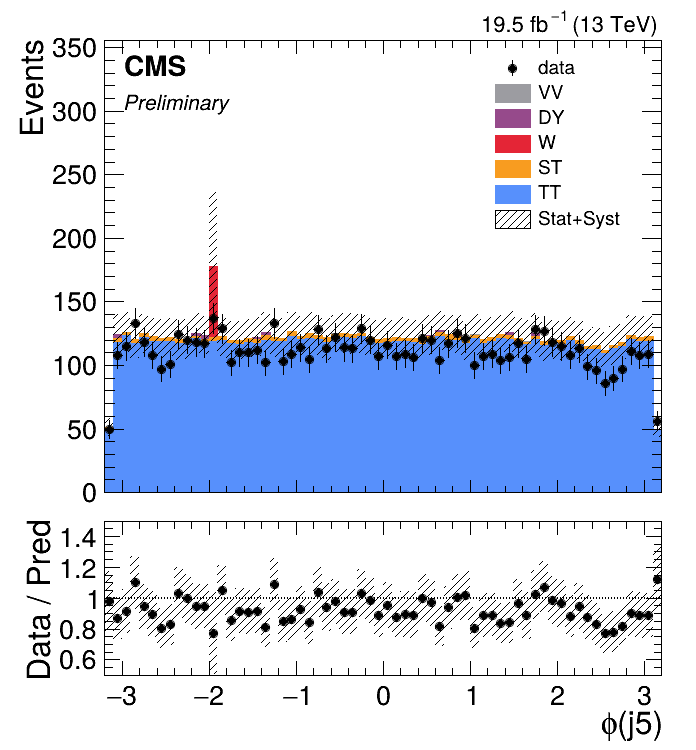 19.5 fb⁻¹ (13 TeV)
Events
350
300
250
200
150
100
50
0
CMS
Preliminary
data
VV
DY
W
ST
TT
Stat+Syst
Data / Pred
1.4
1.2
1
0.8
0.6
−3 −2 −1 0 1 2 3
ϕ(j5)